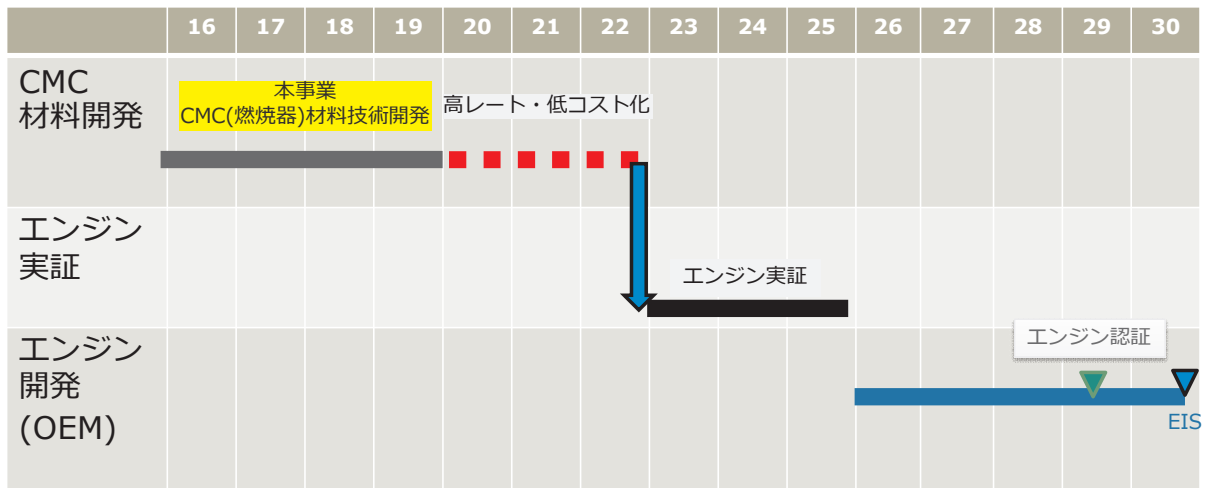 16 17 18 19 20 21 22 23 24 25 26 27 28 29 30
CMC
材料開発
本事業
CMC(燃焼器)材料技術開発
高レート・低コスト化
エンジン
実証
エンジン実証
エンジン
開発
(OEM)
エンジン認証
EIS